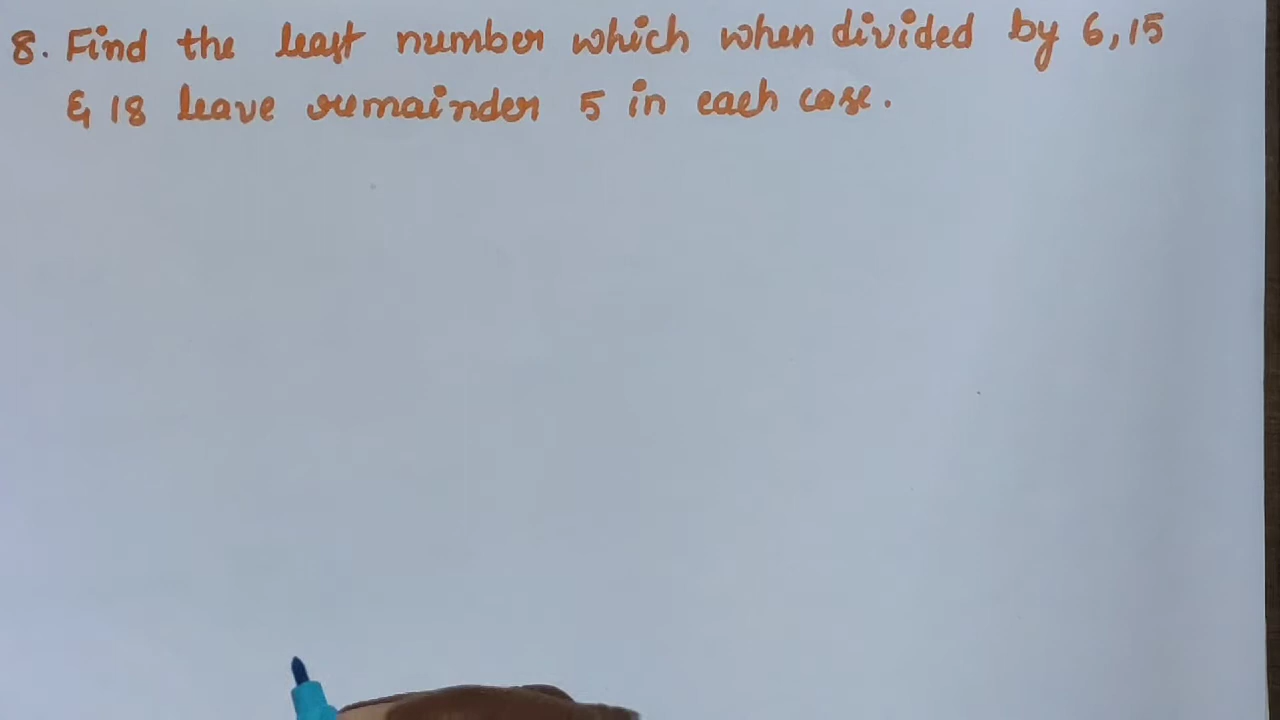 8. Find the least number which when divided by 6, 15
& 18 leave remainder 5 in each case.